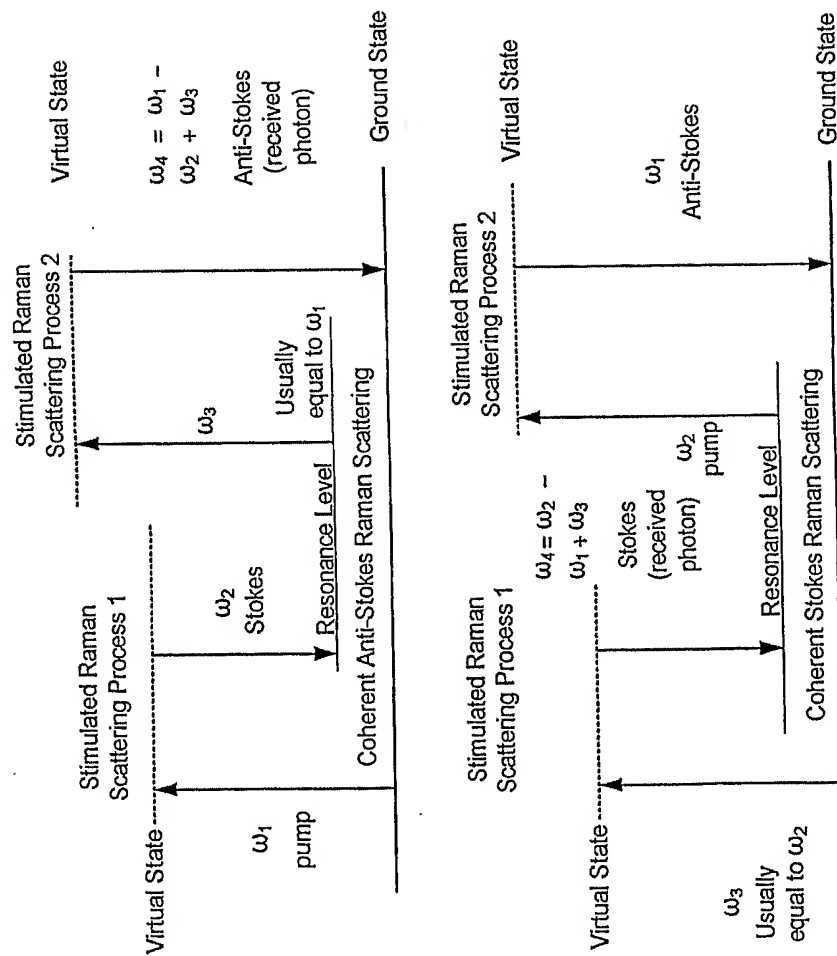 Stimulated Raman
Scattering Process 1
Stimulated Raman
Scattering Process 2
Virtual State
Virtual State
ω1
pump
ω2
Stokes
ω3
ω4 = ω1 −
ω2 + ω3
Anti-Stokes
(received
photon)
Resonance Level
Usually
equal to ω1
Coherent Anti-Stokes Raman Scattering
Ground State
Stimulated Raman
Scattering Process 1
Stimulated Raman
Scattering Process 2
Virtual State
Virtual State
ω3
Usually
equal to ω2
ω4 = ω2 −
ω1 + ω3
Stokes
(received
photon)
ω2
pump
ω1
Anti-Stokes
Resonance Level
Coherent Stokes Raman Scattering
Ground State